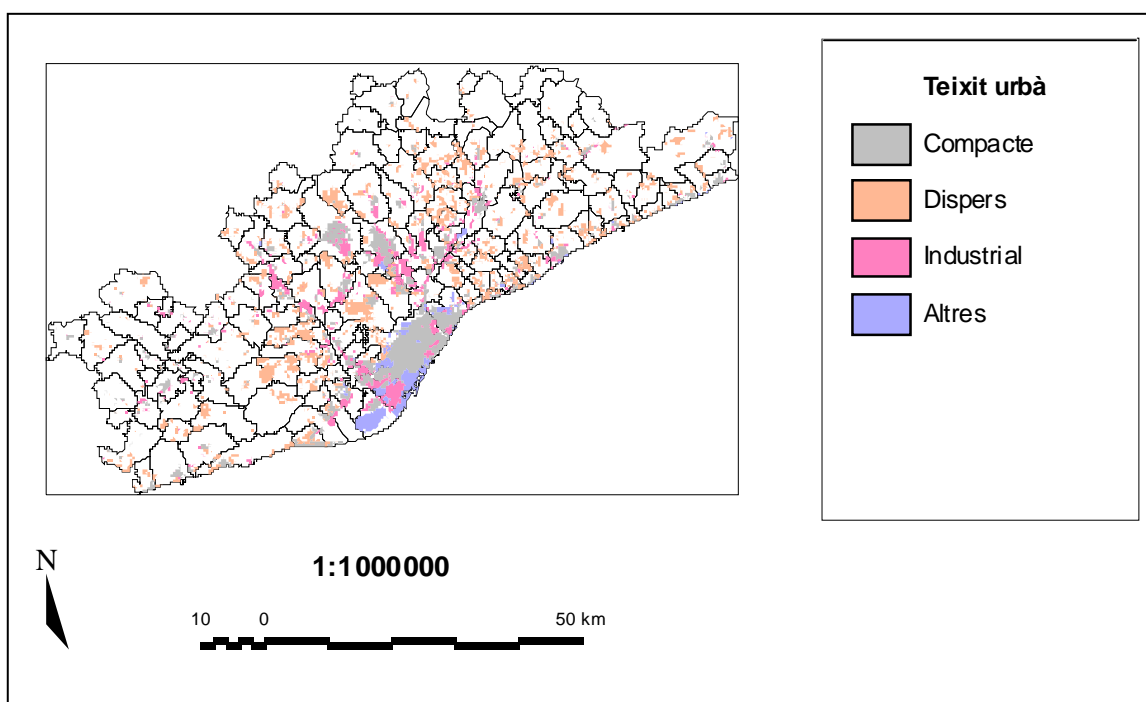 Teixit urbà
Compacte
Dispers
Industrial
Altres
N
1:1000000
10 0 50 km